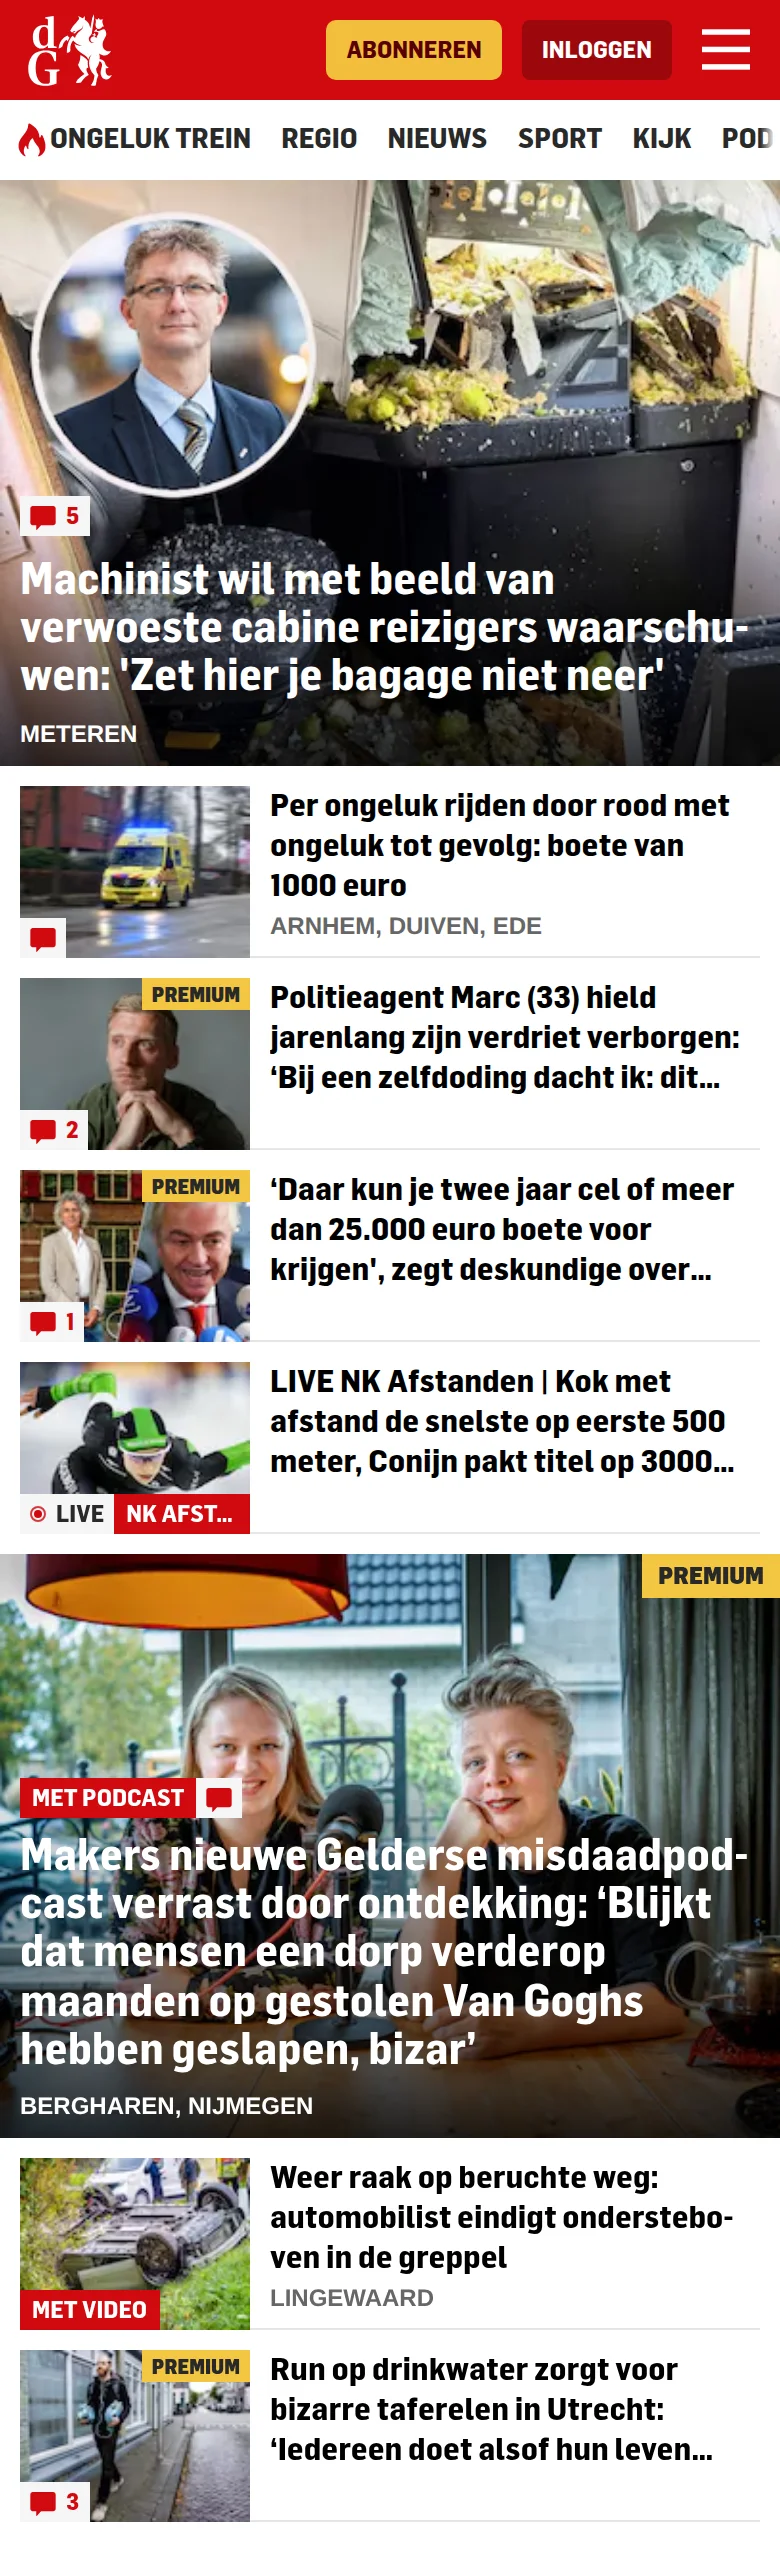 dG
ABONNEREN
INLOGGEN
ONGELUK TREIN
REGIO
NIEUWS
SPORT
KIJK
POD
5
Machinist wil met beeld van
verwoeste cabine reizigers waarschu-
wen: 'Zet hier je bagage niet neer'
METEREN
Per ongeluk rijden door rood met
ongeluk tot gevolg: boete van
1000 euro
ARNHEM, DUIVEN, EDE
PREMIUM
2
Politieagent Marc (33) hield
jarenlang zijn verdriet verborgen:
‘Bij een zelfdoding dacht ik: dit...
PREMIUM
1
‘Daar kun je twee jaar cel of meer
dan 25.000 euro boete voor
krijgen', zegt deskundige over...
LIVE NK AFST...
LIVE NK Afstanden | Kok met
afstand de snelste op eerste 500
meter, Conijn pakt titel op 3000...
PREMIUM
MET PODCAST
Makers nieuwe Gelderse misdaadpod-
cast verrast door ontdekking: ‘Blijkt
dat mensen een dorp verderop
maanden op gestolen Van Goghs
hebben geslapen, bizar’
BERGHAREN, NIJMEGEN
MET VIDEO
Weer raak op beruchte weg:
automobilist eindigt onderstebo-
ven in de greppel
LINGEWAARD
PREMIUM
3
Run op drinkwater zorgt voor
bizarre taferelen in Utrecht:
‘Iedereen doet alsof hun leven...